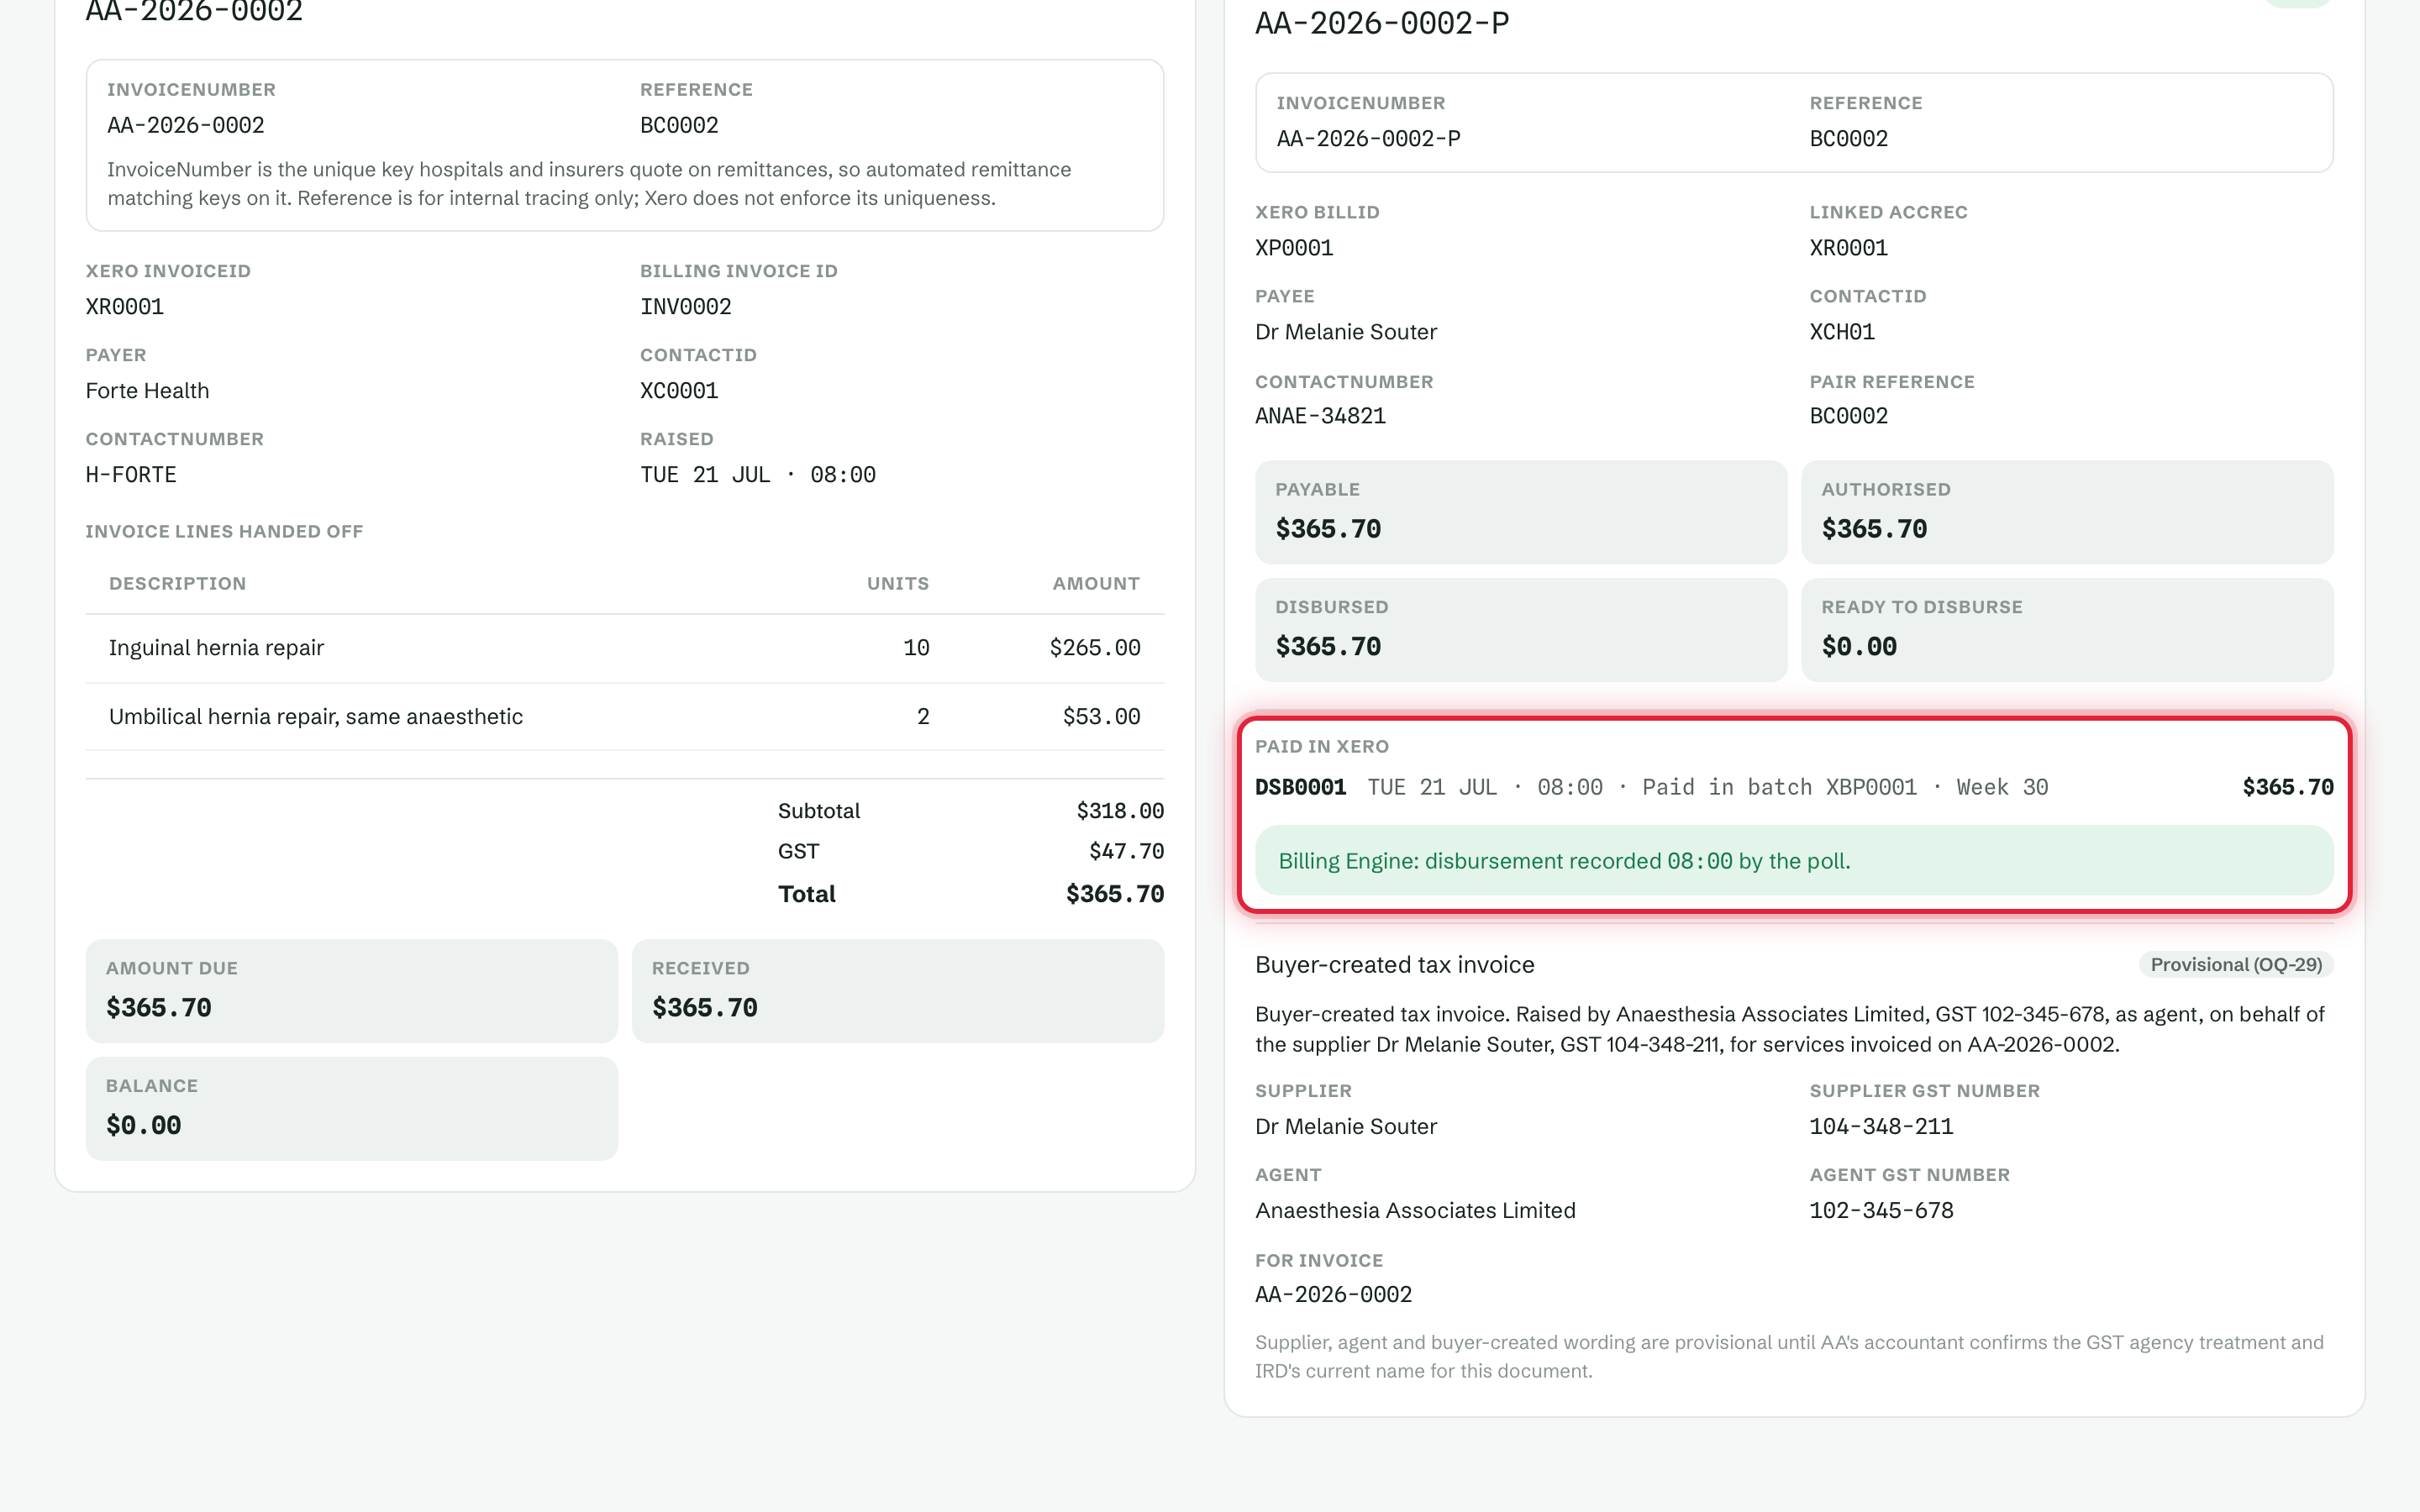 AA-2026-0002
INVOICENUMBER
REFERENCE
AA-2026-0002
BC0002
InvoiceNumber is the unique key hospitals and insurers quote on remittances, so automated remittance
matching keys on it. Reference is for internal tracing only; Xero does not enforce its uniqueness.
XERO INVOICEID
BILLING INVOICE ID
XR0001
INV0002
PAYER
CONTACTID
Forte Health
XC0001
CONTACTNUMBER
RAISED
H-FORTE
TUE 21 JUL · 08:00
INVOICE LINES HANDED OFF
DESCRIPTION
UNITS
AMOUNT
Inguinal hernia repair
10
$265.00
Umbilical hernia repair, same anaesthetic
2
$53.00
Subtotal
$318.00
GST
$47.70
Total
$365.70
AMOUNT DUE
RECEIVED
$365.70
$365.70
BALANCE
$0.00
AA-2026-0002-P
INVOICENUMBER
REFERENCE
AA-2026-0002-P
BC0002
XERO BILLID
LINKED ACCREC
XP0001
XR0001
PAYEE
CONTACTID
Dr Melanie Souter
XCH01
CONTACTNUMBER
PAIR REFERENCE
ANAE-34821
BC0002
PAYABLE
AUTHORISED
$365.70
$365.70
DISBURSED
READY TO DISBURSE
$365.70
$0.00
PAID IN XERO
DSB0001 TUE 21 JUL · 08:00 · Paid in batch XBP0001 · Week 30 $365.70
Billing Engine: disbursement recorded 08:00 by the poll.
Buyer-created tax invoice
Provisional (OQ-29)
Buyer-created tax invoice. Raised by Anaesthesia Associates Limited, GST 102-345-678, as agent, on behalf of
the supplier Dr Melanie Souter, GST 104-348-211, for services invoiced on AA-2026-0002.
SUPPLIER
SUPPLIER GST NUMBER
Dr Melanie Souter
104-348-211
AGENT
AGENT GST NUMBER
Anaesthesia Associates Limited
102-345-678
FOR INVOICE
AA-2026-0002
Supplier, agent and buyer-created wording are provisional until AA's accountant confirms the GST agency treatment and
IRD's current name for this document.